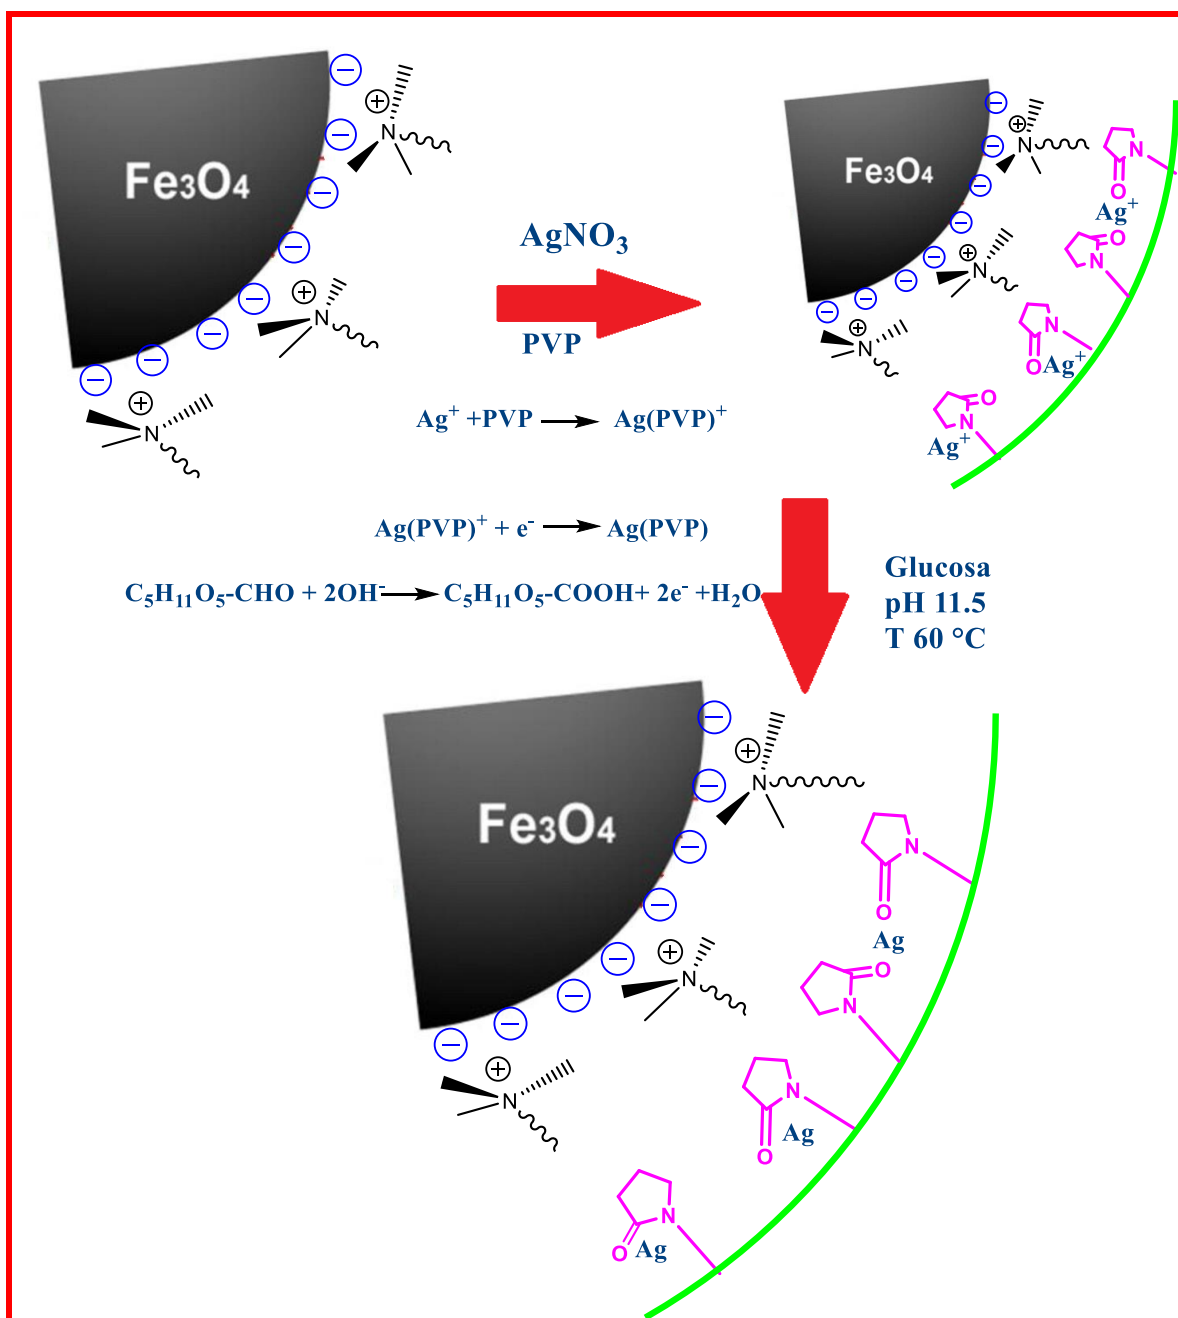 Fe₃O₄
⊕
N
⊕
N
⊕
N
AgNO₃
PVP
Fe₃O₄
⊕
N
⊕
N
⊕
N
N
O
Ag⁺
O
N
N
O
Ag⁺
O
N
Ag⁺
Ag⁺ +PVP ⟶ Ag(PVP)⁺
Ag(PVP)⁺ + e⁻ ⟶ Ag(PVP)
C₅H₁₁O₅-CHO + 2OH⁻ ⟶ C₅H₁₁O₅-COOH+ 2e⁻ +H₂O
Glucosa
pH 11.5
T 60 °C
Fe₃O₄
⊕
N
⊕
N
⊕
N
N
O
Ag
O
N
N
O
Ag
N
O
Ag